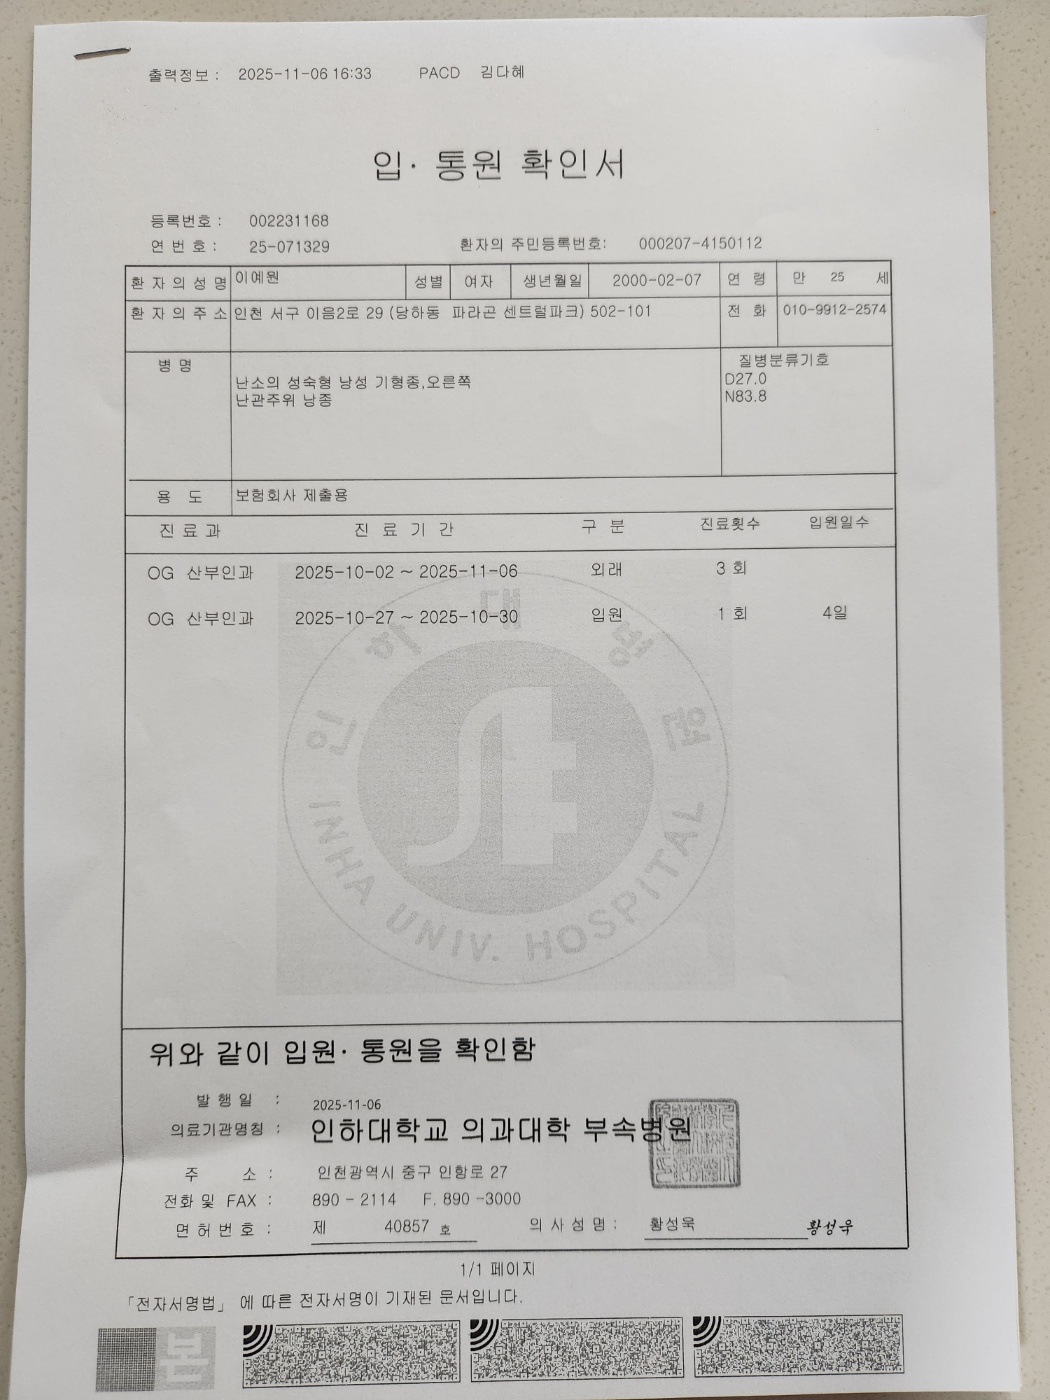 출력정보 : 2025-11-06 16:33 PACD 김다혜
입· 통원 확인서
등록번호 : 002231168
연 번 호 : 25-071329 환자의 주민등록번호: 000207-4150112
환 자 의 성 명 이예원 성별 여자 생년월일 2000-02-07 연 령 만 25 세
환 자 의 주 소 인천 서구 이음2로 29 (당하동 파라곤 센트럴파크) 502-101 전 화 010-9912-2574
병 명 질병분류기호
난소의 성숙형 낭성 기형종,오른쪽 D27.0
난관주위 낭종 N83.8
용 도 보험회사 제출용
진 료 과 진 료 기 간 구 분 진료횟수 입원일수
OG 산부인과 2025-10-02 ~ 2025-11-06 외래 3 회
OG 산부인과 2025-10-27 ~ 2025-10-30 입원 1 회 4일
인 하 대 병 원
INHA UNIV. HOSPITAL
위와 같이 입원· 통원을 확인함
발 행 일 : 2025-11-06
의료기관명칭 : 인하대학교 의과대학 부속병원
주 소 : 인천광역시 중구 인항로 27
전화 및 FAX : 890 - 2114 F. 890 -3000
면 허 번 호 : 제 40857 호 의 사 성 명 : 황성욱 황성욱
1/1 페이지
「전자서명법」 에 따른 전자서명이 기재된 문서입니다.
본